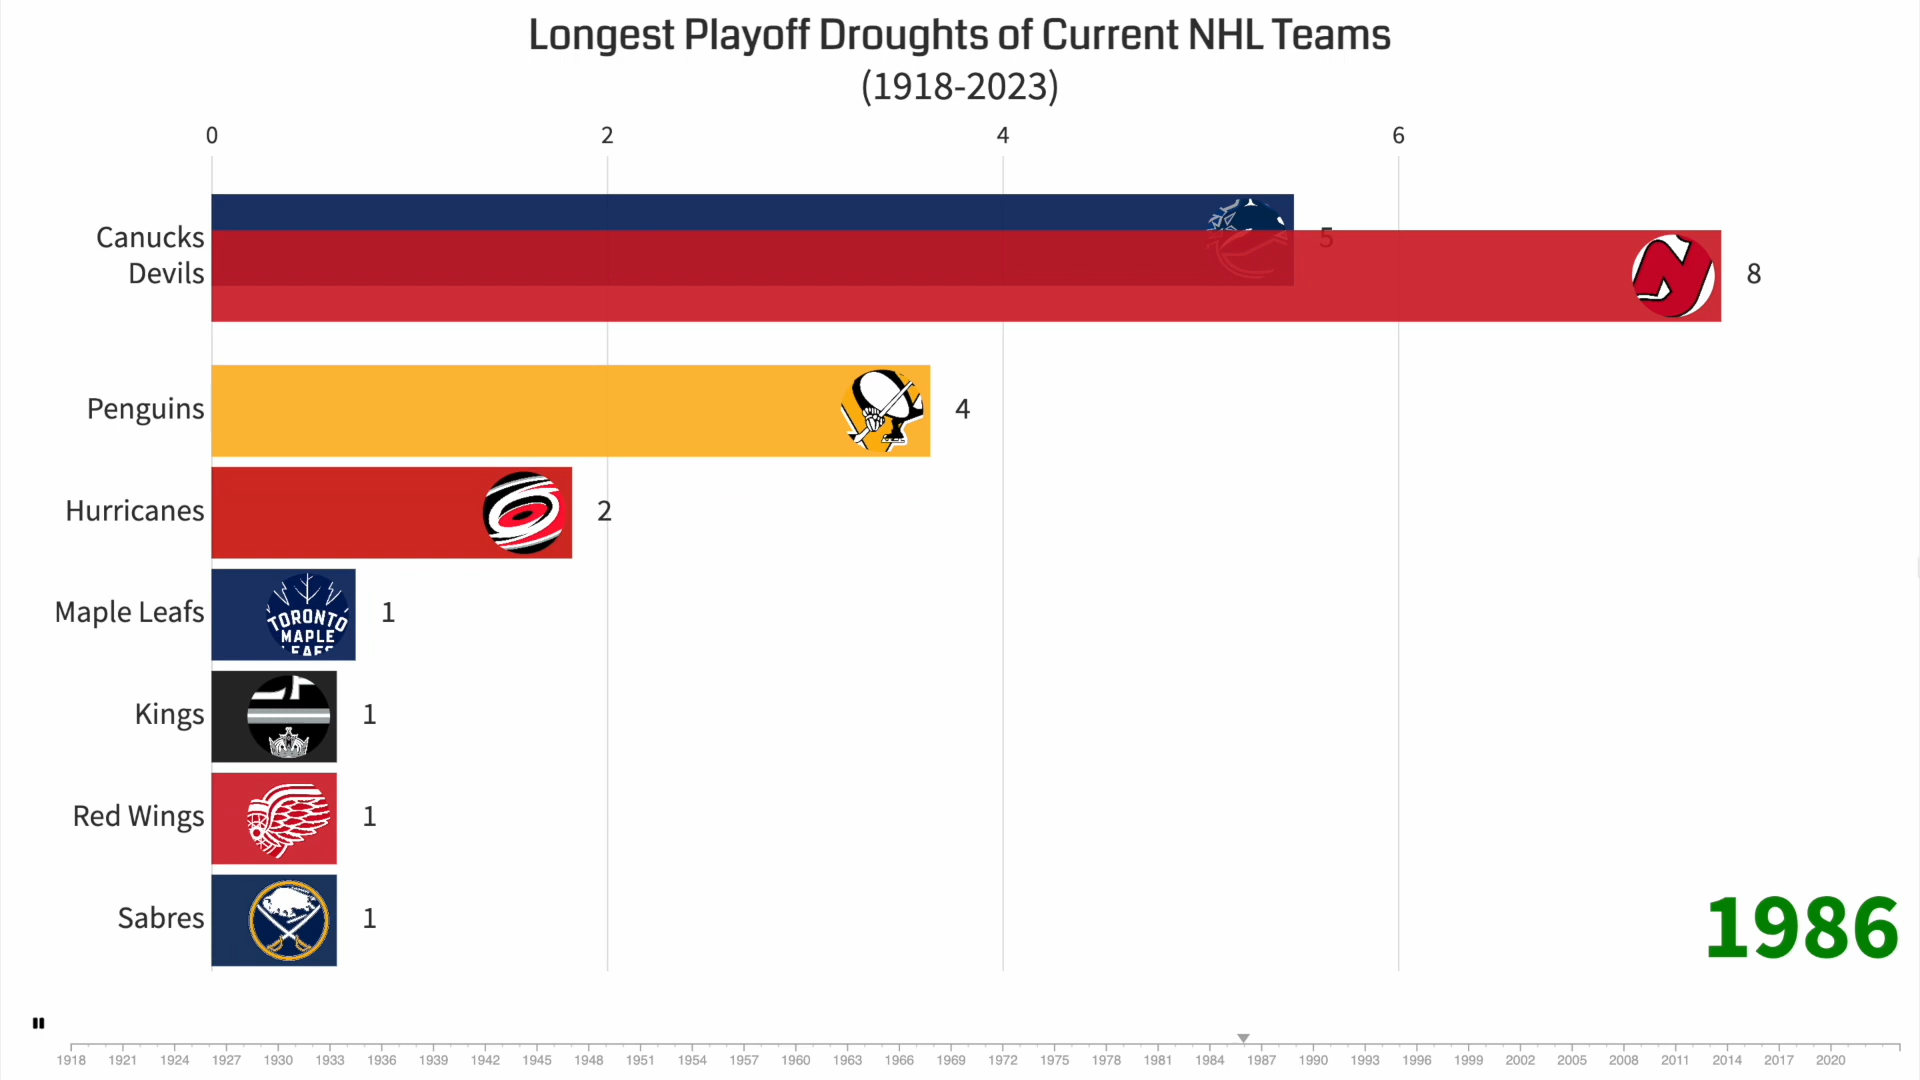 Longest Playoff Droughts of Current NHL Teams
(1918-2023)
0 2 4 6
Canucks 5
Devils 8
Penguins 4
Hurricanes 2
Maple Leafs TORONTO MAPLE LEAFS 1
Kings 1
Red Wings 1
Sabres 1
1986
1918 1921 1924 1927 1930 1933 1936 1939 1942 1945 1948 1951 1954 1957 1960 1963 1966 1969 1972 1975 1978 1981 1984 1987 1990 1993 1996 1999 2002 2005 2008 2011 2014 2017 2020